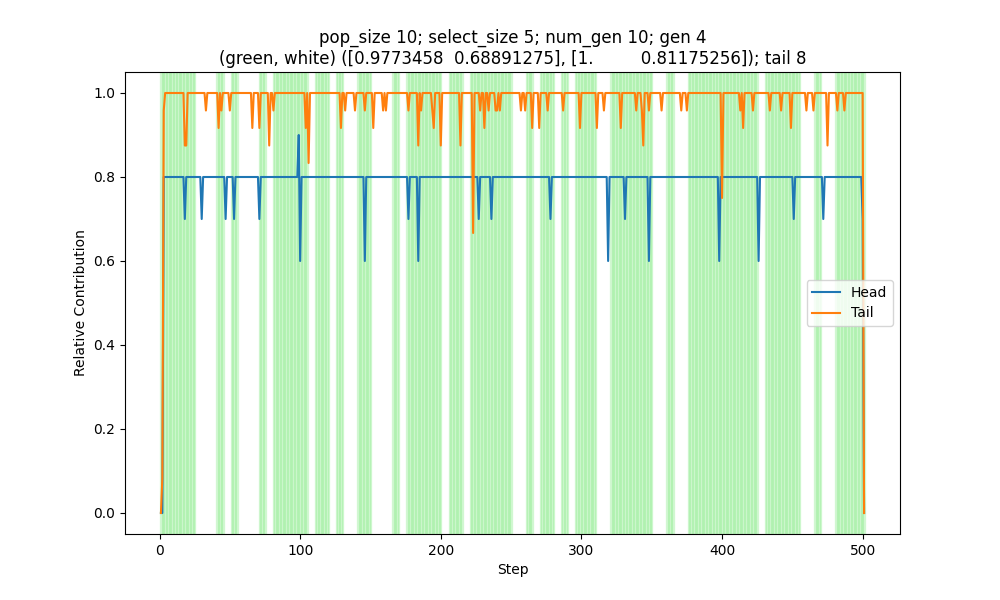 pop_size 10; select_size 5; num_gen 10; gen 4
(green, white) ([0.9773458  0.68891275], [1.         0.81175256]); tail 8
1.0
0.8
0.6
0.4
0.2
0.0
Relative Contribution
Head
Tail
0
100
200
300
400
500
Step